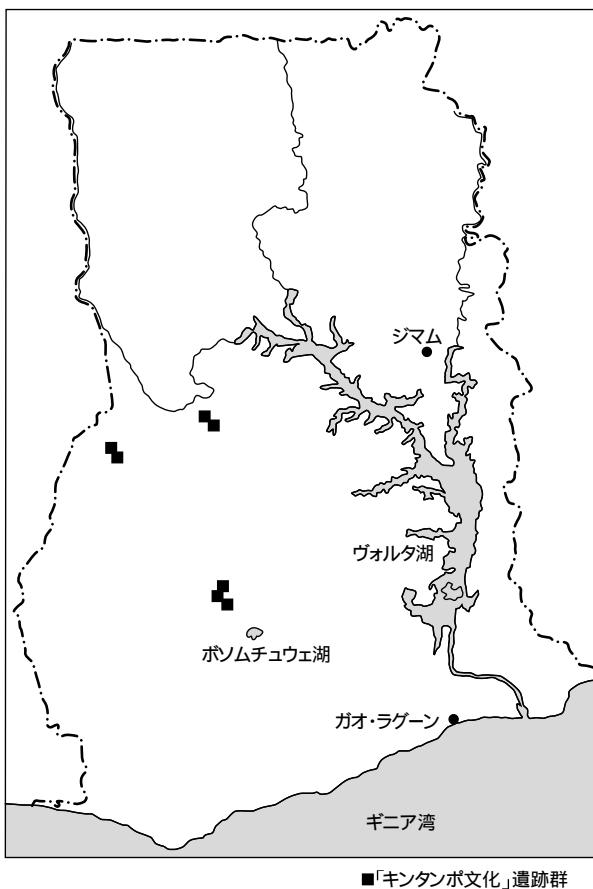 ジマム
ヴォルタ湖
ボソムチュウェ湖
ガオ・ラグーン
ギニア湾
■「キンタンポ文化」遺跡群